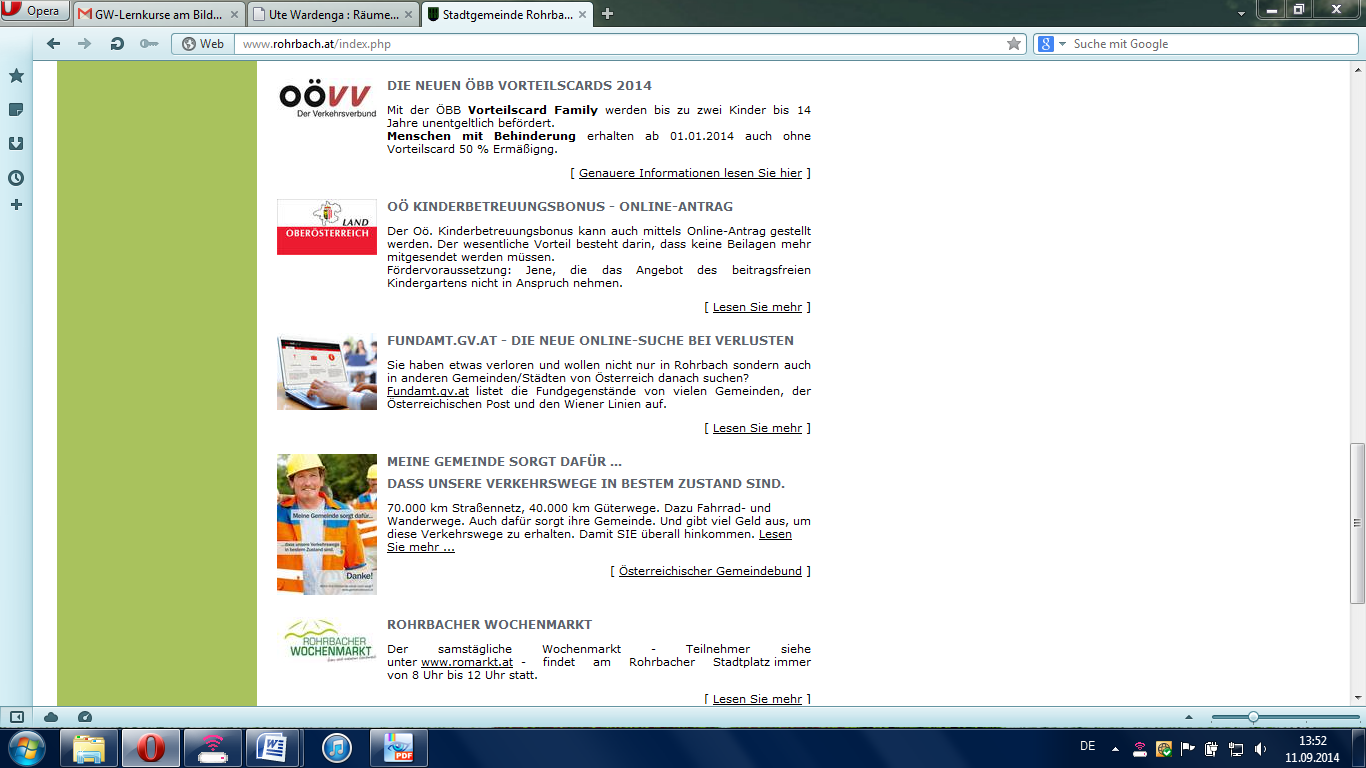 Opera
GW-Lernkurse am Bild...
Ute Wardenga : Räume...
Stadtgemeinde Rohrba...
Web
www.rohrbach.at/index.php
Suche mit Google
OÖVV
Der Verkehrsverbund
DIE NEUEN ÖBB VORTEILSCARDS 2014
Mit der ÖBB Vorteilscard Family werden bis zu zwei Kinder bis 14
Jahre unentgeltlich befördert.
Menschen mit Behinderung erhalten ab 01.01.2014 auch ohne
Vorteilscard 50 % Ermäßigng.
[ Genauere Informationen lesen Sie hier ]
LAND
OBERÖSTERREICH
OÖ KINDERBETREUUNGSBONUS - ONLINE-ANTRAG
Der Oö. Kinderbetreuungsbonus kann auch mittels Online-Antrag gestellt
werden. Der wesentliche Vorteil besteht darin, dass keine Beilagen mehr
mitgesendet werden müssen.
Fördervoraussetzung: Jene, die das Angebot des beitragsfreien
Kindergartens nicht in Anspruch nehmen.
[ Lesen Sie mehr ]
FUNDAMT.GV.AT - DIE NEUE ONLINE-SUCHE BEI VERLUSTEN
Sie haben etwas verloren und wollen nicht nur in Rohrbach sondern auch
in anderen Gemeinden/Städten von Österreich danach suchen?
Fundamt.gv.at listet die Fundgegenstände von vielen Gemeinden, der
Österreichischen Post und den Wiener Linien auf.
[ Lesen Sie mehr ]
Meine Gemeinde sorgt dafür...
...dass unsere Verkehrswege
in bestem Zustand sind.
Danke!
MEINE GEMEINDE SORGT DAFÜR ...
DASS UNSERE VERKEHRSWEGE IN BESTEM ZUSTAND SIND.
70.000 km Straßennetz, 40.000 km Güterwege. Dazu Fahrrad- und
Wanderwege. Auch dafür sorgt ihre Gemeinde. Und gibt viel Geld aus, um
diese Verkehrswege zu erhalten. Damit SIE überall hinkommen. Lesen
Sie mehr ...
[ Österreichischer Gemeindebund ]
ROHRBACHER
WOCHENMARKT
ROHRBACHER WOCHENMARKT
Der samstägliche Wochenmarkt - Teilnehmer siehe
unter www.romarkt.at - findet am Rohrbacher Stadtplatz immer
von 8 Uhr bis 12 Uhr statt.
[ Lesen Sie mehr ]
PDF
DE
13:52
11.09.2014